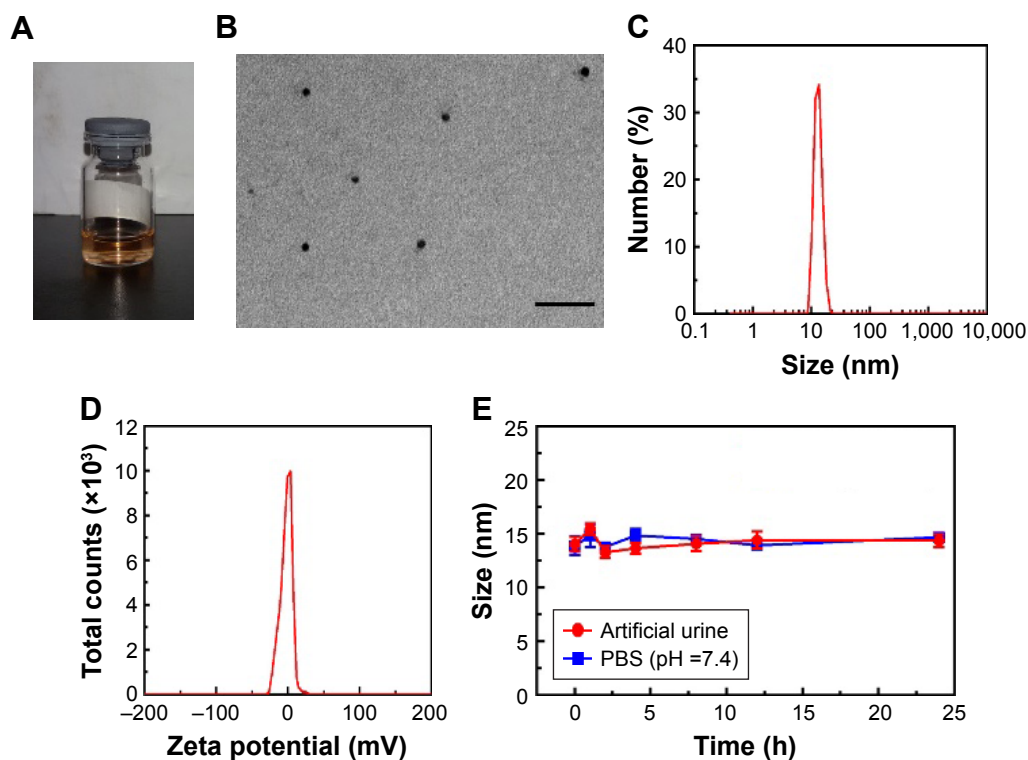 A
B
C
40
30
20
10
0
0.1
1
10
100
1,000
10,000
Number (%)
Size (nm)
D
12
10
8
6
4
2
0
–200
–100
0
100
200
Total counts (×10³)
Zeta potential (mV)
E
25
20
15
10
5
0
0
5
10
15
20
25
Size (nm)
Artificial urine
PBS (pH =7.4)
Time (h)